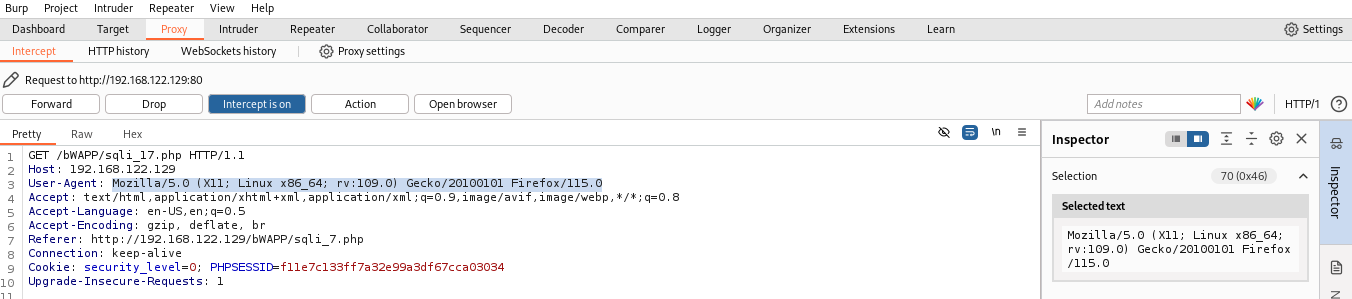 Burp Project Intruder Repeater View Help
Dashboard Target Proxy Intruder Repeater Collaborator Sequencer Decoder Comparer Logger Organizer Extensions Learn Settings
Intercept HTTP history WebSockets history Proxy settings
Request to http://192.168.122.129:80
Forward Drop Intercept is on Action Open browser Add notes HTTP/1 ?
Pretty Raw Hex \n
1 GET /bWAPP/sqli_17.php HTTP/1.1
2 Host: 192.168.122.129
3 User-Agent: Mozilla/5.0 (X11; Linux x86_64; rv:109.0) Gecko/20100101 Firefox/115.0
4 Accept: text/html,application/xhtml+xml,application/xml;q=0.9,image/avif,image/webp,*/*;q=0.8
5 Accept-Language: en-US,en;q=0.5
6 Accept-Encoding: gzip, deflate, br
7 Referer: http://192.168.122.129/bWAPP/sqli_7.php
8 Connection: keep-alive
9 Cookie: security_level=0; PHPSESSID=f11e7c133ff7a32e99a3df67cca03034
10 Upgrade-Insecure-Requests: 1
11
Inspector
Selection 70 (0x46)
Selected text
Mozilla/5.0 (X11; Linux x86_64;
rv:109.0) Gecko/20100101 Firefox
/115.0
Inspector